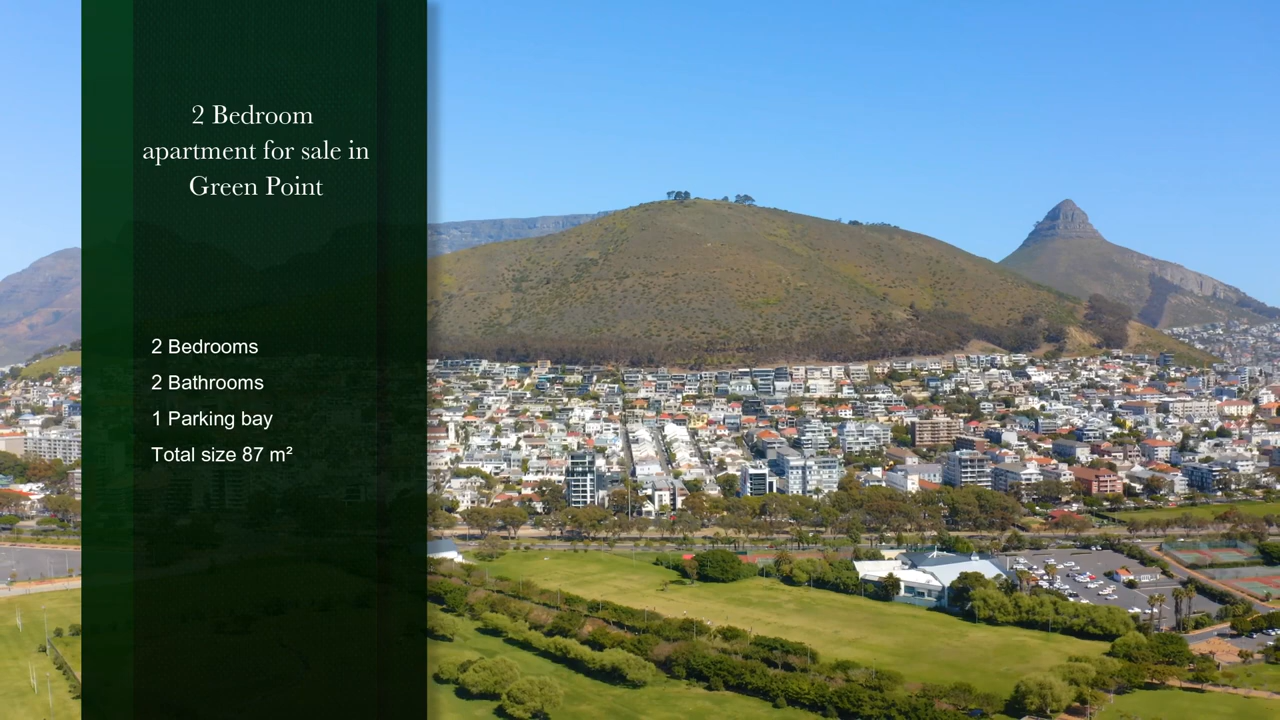 2 Bedroom
apartment for sale in
Green Point
2 Bedrooms
2 Bathrooms
1 Parking bay
Total size 87 m²